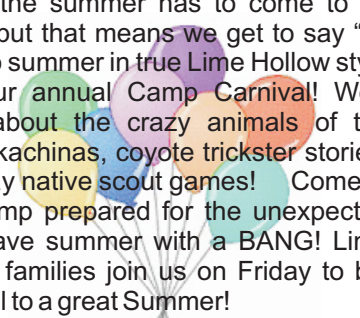 the summer has to come to
but that means we get to say “
summer in true Lime Hollow sty
ur annual Camp Carnival! W
about the crazy animals of t
kachinas, coyote trickster storie
y native scout games! Come
mp prepared for the unexpect
ave summer with a BANG! Li
families join us on Friday to b
l to a great Summer!